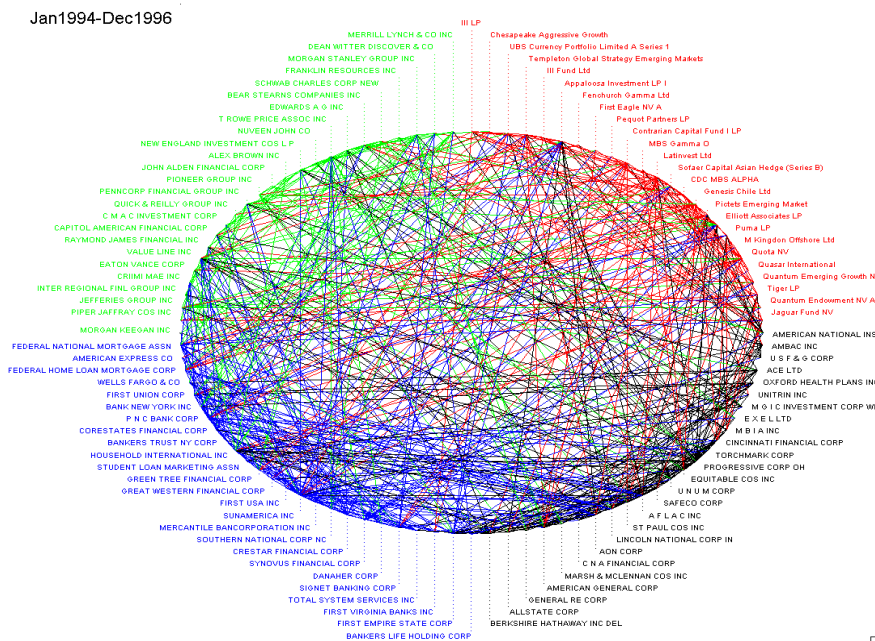 Jan1994-Dec1996
III LP
MERRILL LYNCH & CO INC
DEAN WITTER DISCOVER & CO
MORGAN STANLEY GROUP INC
FRANKLIN RESOURCES INC
SCHWAB CHARLES CORP NEW
BEAR STEARNS COMPANIES INC
EDWARDS A G INC
T ROWE PRICE ASSOC INC
NUVEEN JOHN CO
NEW ENGLAND INVESTMENT COS L P
ALEX BROWN INC
JOHN ALDEN FINANCIAL CORP
PIONEER GROUP INC
PENNCORP FINANCIAL GROUP INC
QUICK & REILLY GROUP INC
C M A C INVESTMENT CORP
CAPITOL AMERICAN FINANCIAL CORP
RAYMOND JAMES FINANCIAL INC
VALUE LINE INC
EATON VANCE CORP
CRIIMI MAE INC
INTER REGIONAL FINL GROUP INC
JEFFERIES GROUP INC
PIPER JAFFRAY COS INC
MORGAN KEEGAN INC
FEDERAL NATIONAL MORTGAGE ASSN
AMERICAN EXPRESS CO
FEDERAL HOME LOAN MORTGAGE CORP
WELLS FARGO & CO
FIRST UNION CORP
BANK NEW YORK INC
P N C BANK CORP
CORESTATES FINANCIAL CORP
BANKERS TRUST NY CORP
HOUSEHOLD INTERNATIONAL INC
STUDENT LOAN MARKETING ASSN
GREEN TREE FINANCIAL CORP
GREAT WESTERN FINANCIAL CORP
FIRST USA INC
SUNAMERICA INC
MERCANTILE BANCORPORATION INC
SOUTHERN NATIONAL CORP NC
CRESTAR FINANCIAL CORP
SYNOVUS FINANCIAL CORP
DANAHER CORP
SIGNET BANKING CORP
TOTAL SYSTEM SERVICES INC
FIRST VIRGINIA BANKS INC
FIRST EMPIRE STATE CORP
BANKERS LIFE HOLDING CORP
Chesapeake Aggressive Growth
UBS Currency Portfolio Limited A Series 1
Templeton Global Strategy Emerging Markets
III Fund Ltd
Appaloosa Investment LP I
Fenchurch Gamma Ltd
First Eagle NV A
Pequot Partners LP
Contrarian Capital Fund I LP
MBS Gamma O
Latinvest Ltd
Sofaer Capital Asian Hedge (Series B)
CDC MBS ALPHA
Genesis Chile Ltd
Pictets Emerging Market
Elliott Associates LP
Puma LP
M Kingdon Offshore Ltd
Quota NV
Quasar International
Quantum Emerging Growth N
Tiger LP
Quantum Endowment NV A
Jaguar Fund NV
AMERICAN NATIONAL INS
AMBAC INC
U S F & G CORP
ACE LTD
OXFORD HEALTH PLANS INC
UNITRIN INC
M G I C INVESTMENT CORP WI
E X E L LTD
M B I A INC
CINCINNATI FINANCIAL CORP
TORCHMARK CORP
PROGRESSIVE CORP OH
EQUITABLE COS INC
U N U M CORP
SAFECO CORP
A F L A C INC
ST PAUL COS INC
LINCOLN NATIONAL CORP IN
AON CORP
C N A FINANCIAL CORP
MARSH & MCLENNAN COS INC
AMERICAN GENERAL CORP
GENERAL RE CORP
ALLSTATE CORP
BERKSHIRE HATHAWAY INC DEL